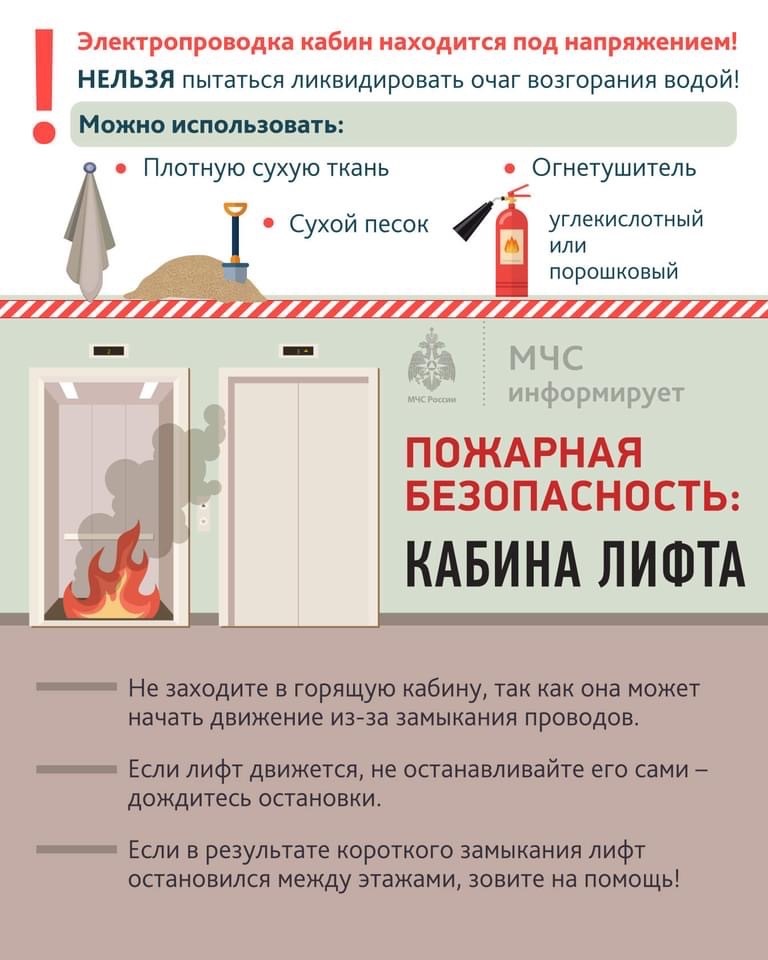 Электропроводка кабин находится под напряжением!
НЕЛЬЗЯ пытаться ликвидировать очаг возгорания водой!
Можно использовать:
Плотную сухую ткань
Сухой песок
Огнетушитель
углекислотный
или
порошковый
2
МЧС России
МЧС
информирует
ПОЖАРНАЯ
БЕЗОПАСНОСТЬ:
КАБИНА ЛИФТА
Не заходите в горящую кабину, так как она может
начать движение из-за замыкания проводов.
Если лифт движется, не останавливайте его сами –
дождитесь остановки.
Если в результате короткого замыкания лифт
остановился между этажами, зовите на помощь!